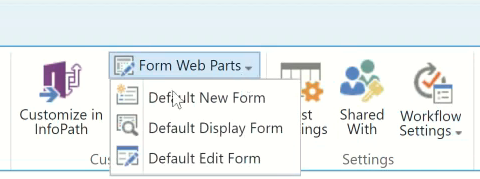 Form Web Parts
Customize in
InfoPath
Default New Form
Default Display Form
Default Edit Form
Shared
With
Workflow
Settings
Settings